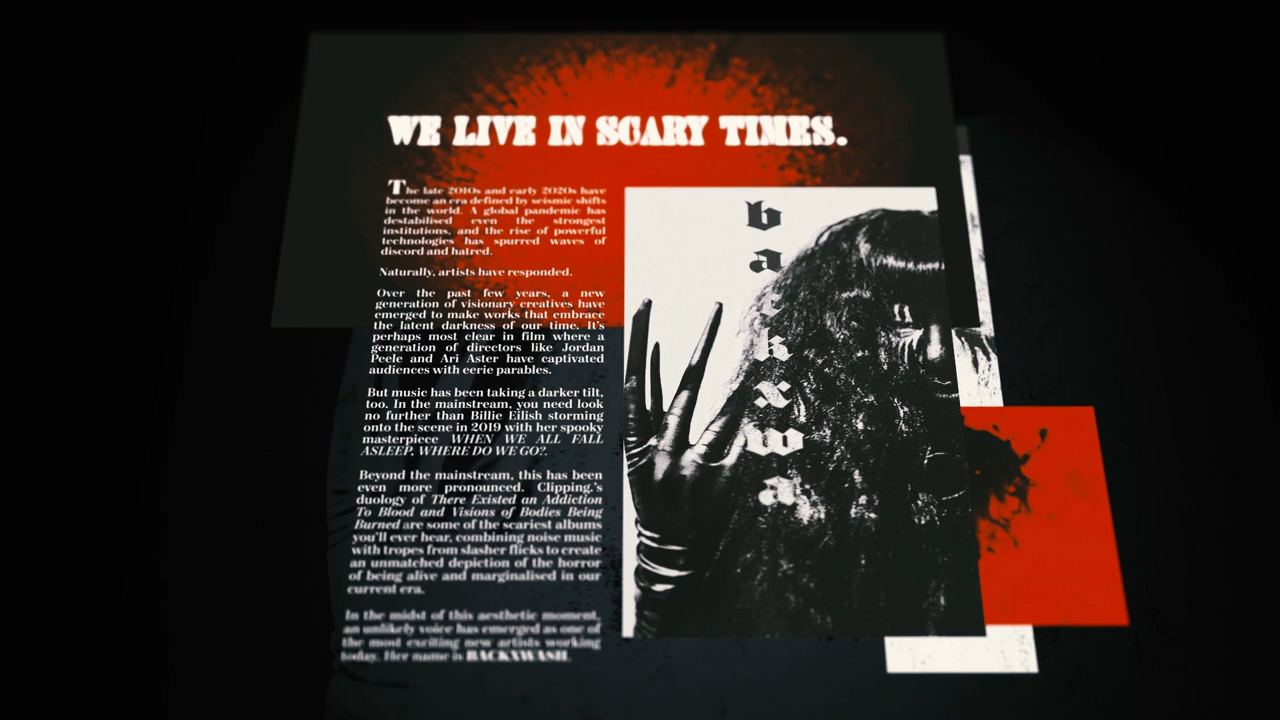 WE LIVE IN SCARY TIMES.
The late 2010s and early 2020s have
become an era defined by seismic shifts
in the world. A global pandemic has
destabilised even the strongest
institutions, and the rise of powerful
technologies has spurred waves of
discord and hatred.
Naturally, artists have responded.
Over the past few years, a new
generation of visionary creatives have
emerged to make works that embrace
the latent darkness of our time. It's
perhaps most clear in film where a
generation of directors like Jordan
Peele and Ari Aster have captivated
audiences with eerie parables.
But music has been taking a darker tilt,
too. In the mainstream, you need look
no further than Billie Eilish storming
onto the scene in 2019 with her spooky
masterpiece WHEN WE ALL FALL
ASLEEP, WHERE DO WE GO?.
Beyond the mainstream, this has been
even more pronounced. Clipping.'s
duology of There Existed an Addiction
To Blood and Visions of Bodies Being
Burned are some of the scariest albums
you'll ever hear, combining noise music
with tropes from slasher flicks to create
an unmatched depiction of the horror
of being alive and marginalised in our
current era.
In the midst of this aesthetic moment,
an unlikely voice has emerged as one of
the most exciting new artists working
today. Her name is BACKXWASH.
b
a
c
k
x
w
a